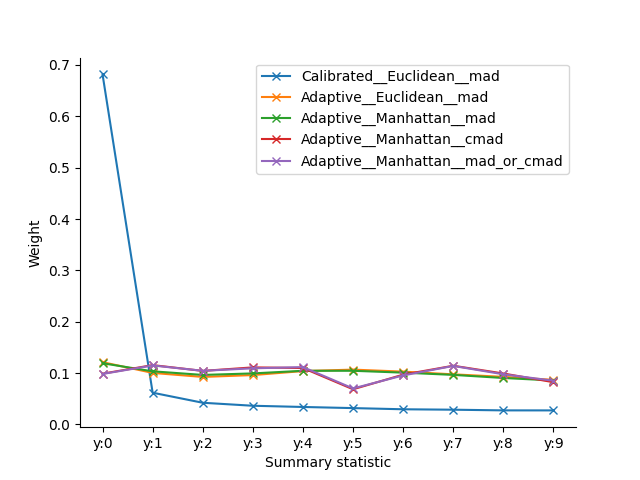 0.7
0.6
0.5
0.4
0.3
0.2
0.1
0.0
Weight
Calibrated__Euclidean__mad
Adaptive__Euclidean__mad
Adaptive__Manhattan__mad
Adaptive__Manhattan__cmad
Adaptive__Manhattan__mad_or_cmad
y:0 y:1 y:2 y:3 y:4 y:5 y:6 y:7 y:8 y:9
Summary statistic